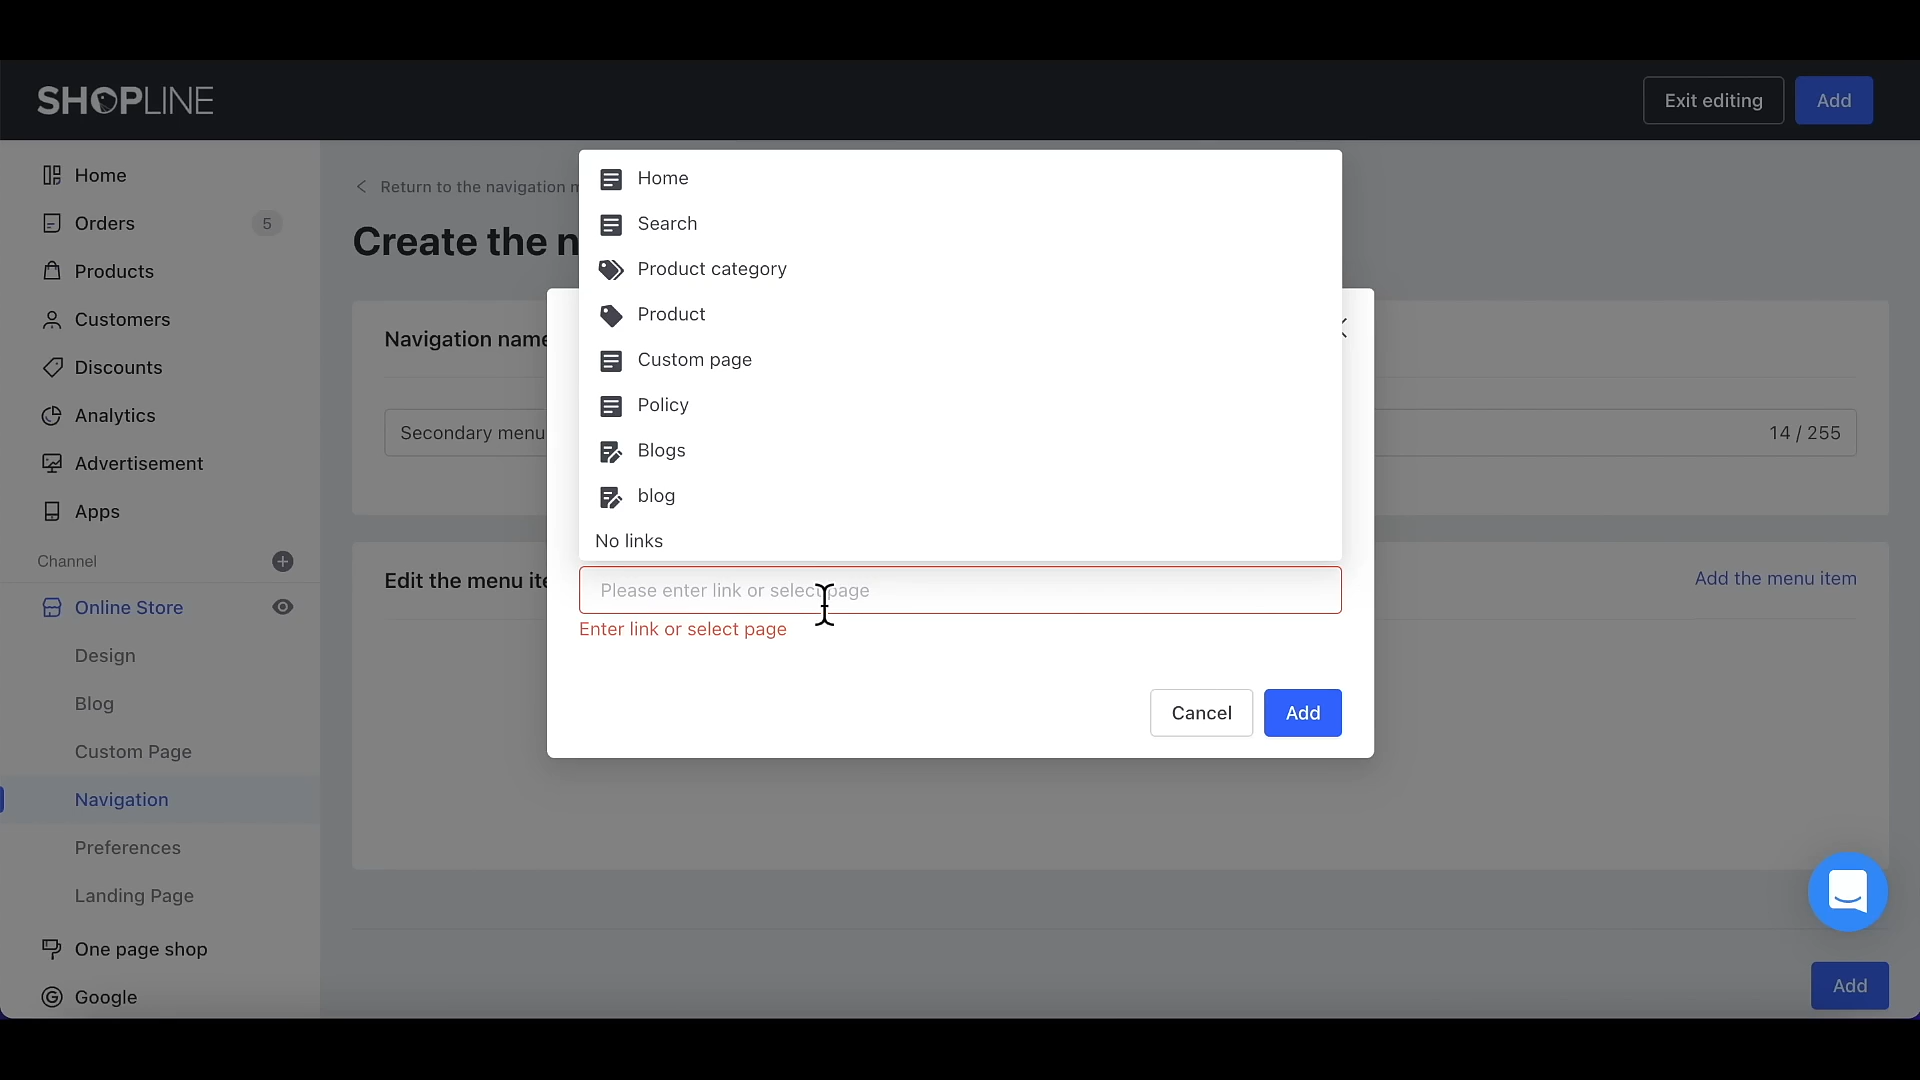 SHOPLINE
Exit editing
Add
Home
Orders
5
Products
Customers
Discounts
Analytics
Advertisement
Apps
Channel
Online Store
Design
Blog
Custom Page
Navigation
Preferences
Landing Page
One page shop
Google
Return to the navigation
Create the
Navigation name
Secondary menu
14 / 255
Edit the menu
Add the menu item
Home
Search
Product category
Product
Custom page
Policy
Blogs
blog
No links
Please enter link or select page
Enter link or select page
Cancel
Add
Add